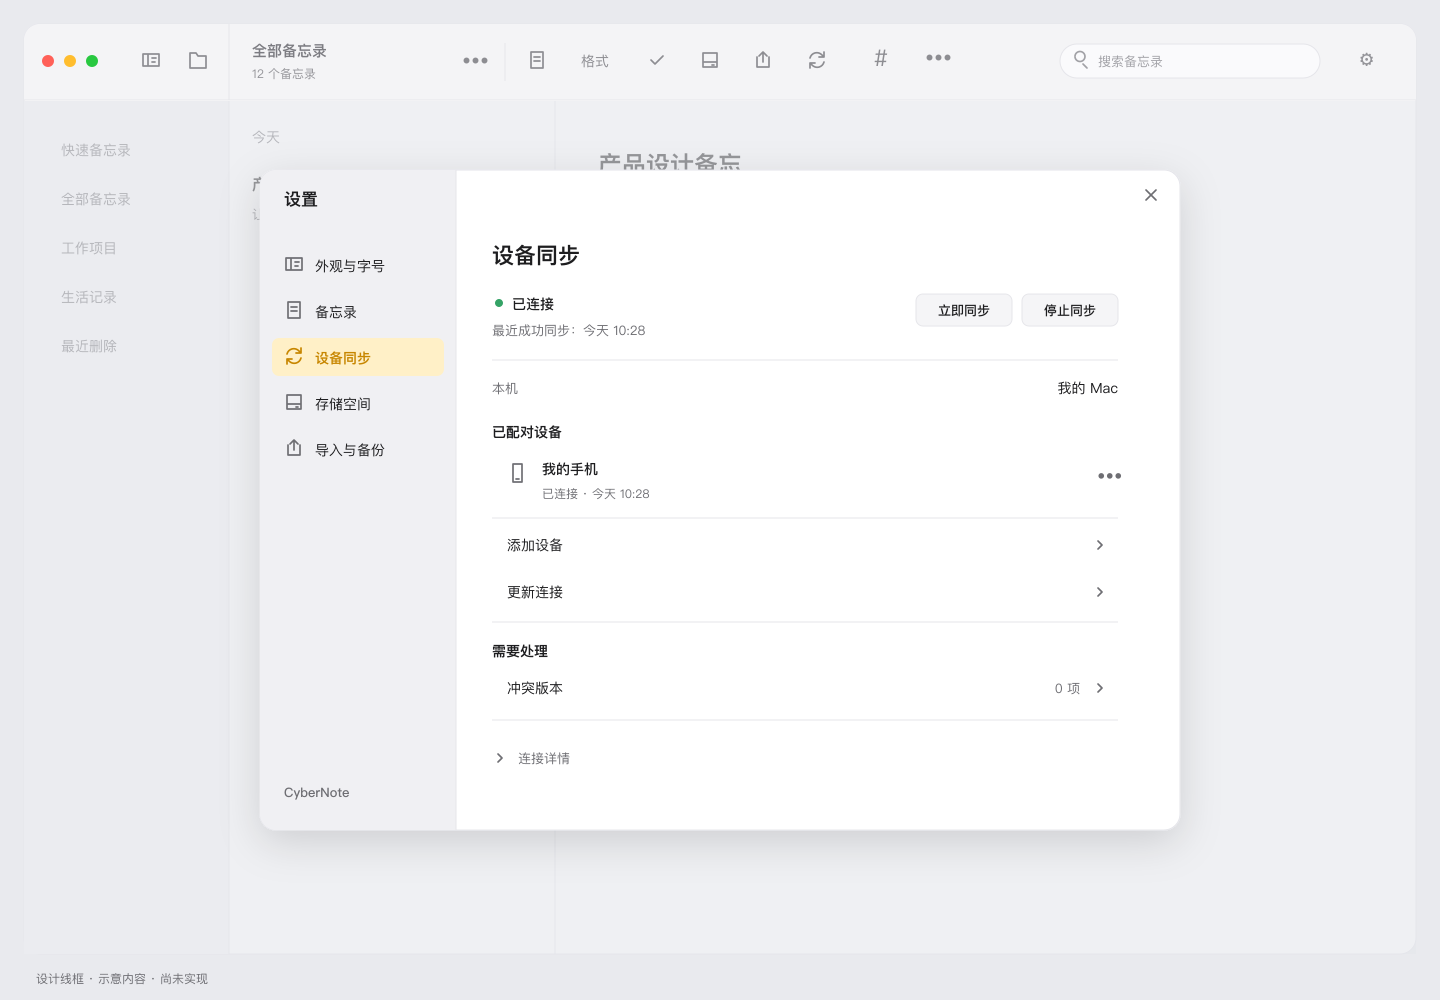 全部备忘录
12 个备忘录
格式
#
搜索备忘录
快速备忘录
全部备忘录
工作项目
生活记录
最近删除
今天
产品设计备忘
设置
外观与字号
备忘录
设备同步
存储空间
导入与备份
CyberNote
设备同步
已连接
最近成功同步：今天 10:28
立即同步
停止同步
本机
我的 Mac
已配对设备
我的手机
已连接 · 今天 10:28
添加设备
更新连接
需要处理
冲突版本
0 项
连接详情
设计线框 · 示意内容 · 尚未实现